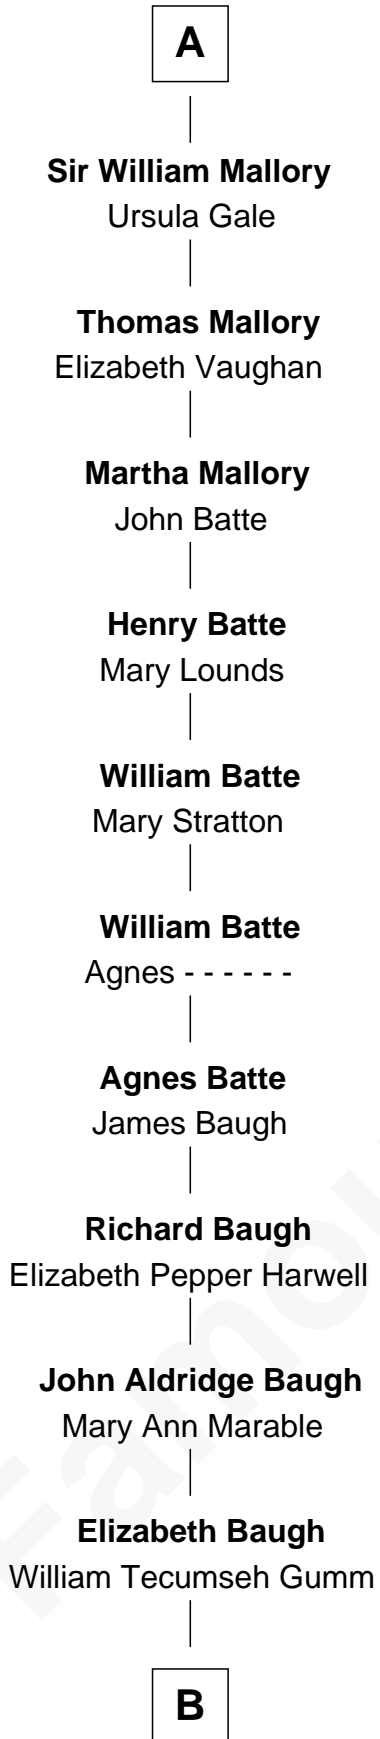 A
Sir William Mallory
Ursula Gale
Thomas Mallory
Elizabeth Vaughan
Martha Mallory
John Batte
Henry Batte
Mary Lounds
William Batte
Mary Stratton
William Batte
Agnes - - - - - -
Agnes Batte
James Baugh
Richard Baugh
Elizabeth Pepper Harwell
John Aldridge Baugh
Mary Ann Marable
Elizabeth Baugh
William Tecumseh Gumm
B